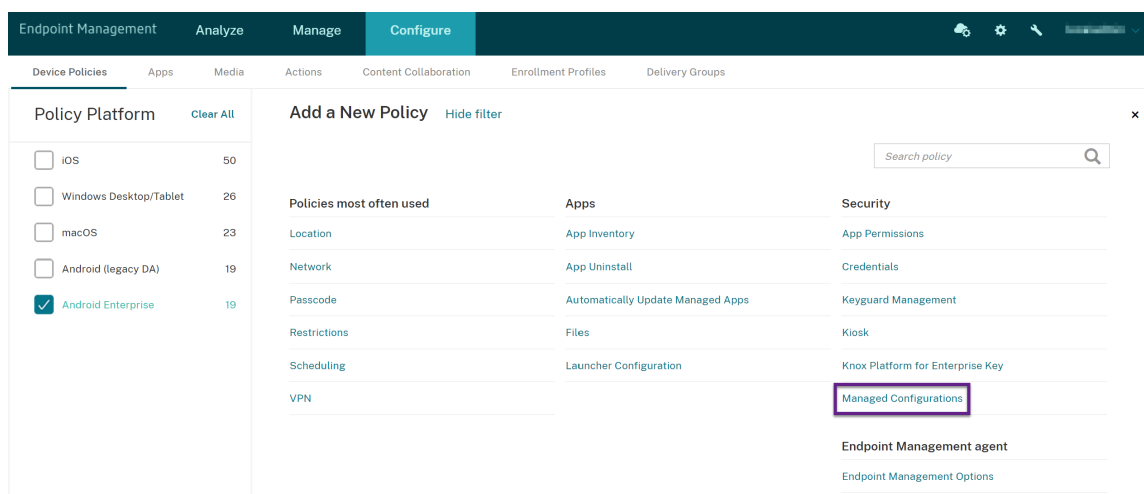 Endpoint Management Analyze Manage Configure
Device Policies Apps Media Actions Content Collaboration Enrollment Profiles Delivery Groups
Policy Platform Clear All
iOS 50
Windows Desktop/Tablet 26
macOS 23
Android (legacy DA) 19
Android Enterprise 19
Add a New Policy Hide filter
Search policy
Policies most often used
Location
Network
Passcode
Restrictions
Scheduling
VPN
Apps
App Inventory
App Uninstall
Automatically Update Managed Apps
Files
Launcher Configuration
Security
App Permissions
Credentials
Keyguard Management
Kiosk
Knox Platform for Enterprise Key
Managed Configurations
Endpoint Management agent
Endpoint Management Options